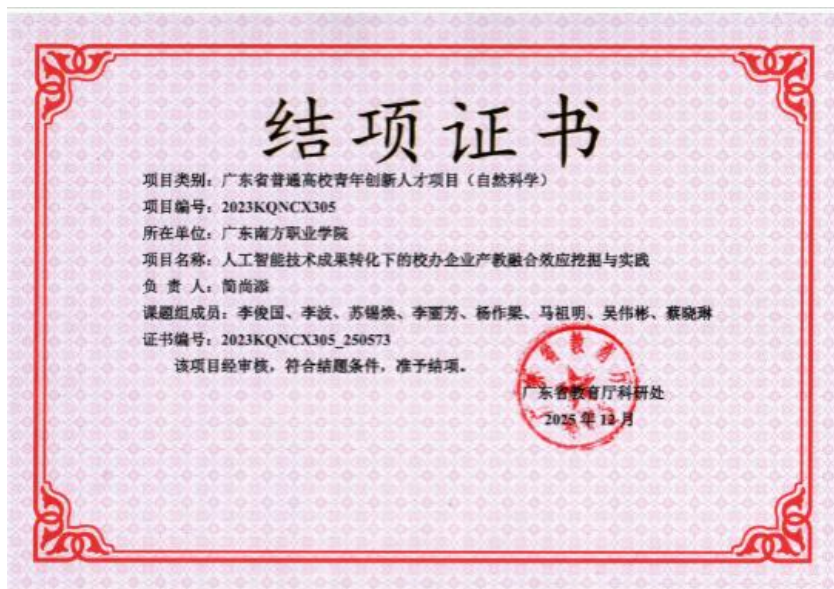 结项证书
项目类别：广东省普通高校青年创新人才项目（自然科学）
项目编号：2023KQNCX305
所在单位：广东南方职业学院
项目名称：人工智能技术成果转化下的校办企业产教融合效应挖掘与实践
负 责 人：简尚添
课题组成员：李俊国、李波、苏锡焕、李丽芳、杨作梁、马祖明、吴伟彬、蔡晓琳
证书编号：2023KQNCX305_250573
该项目经审核，符合结题条件，准予结项。
广东省教育厅科研处
2025 年 12 月